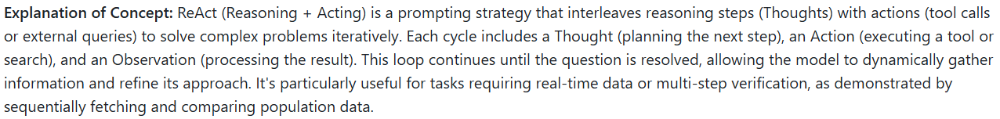 Explanation of Concept: ReAct (Reasoning + Acting) is a prompting strategy that interleaves reasoning steps (Thoughts) with actions (tool calls
or external queries) to solve complex problems iteratively. Each cycle includes a Thought (planning the next step), an Action (executing a tool or
search), and an Observation (processing the result). This loop continues until the question is resolved, allowing the model to dynamically gather
information and refine its approach. It's particularly useful for tasks requiring real-time data or multi-step verification, as demonstrated by
sequentially fetching and comparing population data.